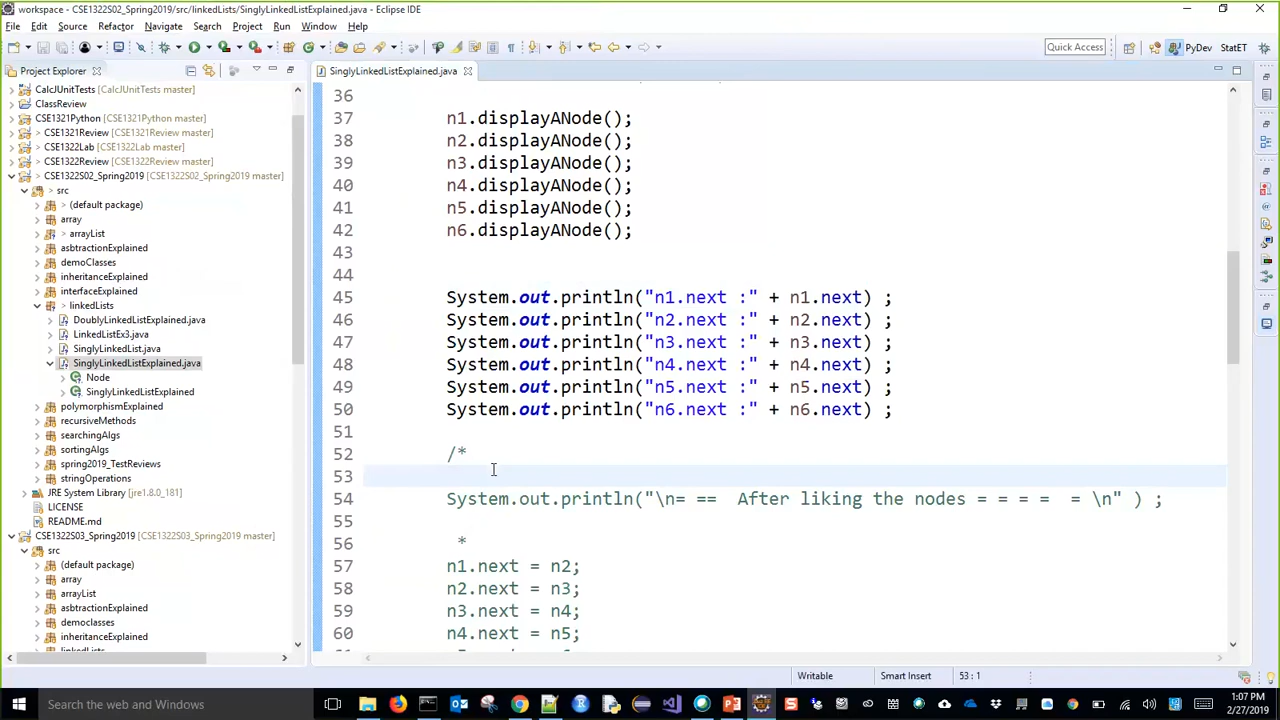 workspace - CSE1322S02_Spring2019/src/linkedLists/SinglyLinkedListExplained.java - Eclipse IDE
File Edit Source Refactor Navigate Search Project Run Window Help
Quick Access
PyDev
StatET
Project Explorer
SinglyLinkedListExplained.java
CalcJUnitTests [CalcJUnitTests master]
ClassReview
CSE1321Python [CSE1321Python master]
> CSE1321Review [CSE1321Review master]
> CSE1322Lab [CSE1322Lab master]
> CSE1322Review [CSE1322Review master]
> CSE1322S02_Spring2019 [CSE1322S02_Spring2019 master]
> src
> (default package)
array
> arrayList
asbtractionExplained
demoClasses
inheritanceExplained
interfaceExplained
> linkedLists
DoublyLinkedListExplained.java
LinkedListEx3.java
SinglyLinkedList.java
SinglyLinkedListExplained.java
Node
SinglyLinkedListExplained
polymorphismExplained
recursiveMethods
searchingAlgs
sortingAlgs
spring2019_TestReviews
stringOperations
JRE System Library [jre1.8.0_181]
LICENSE
README.md
CSE1322S03_Spring2019 [CSE1322S03_Spring2019 master]
src
(default package)
array
arrayList
asbtractionExplained
democlasses
inheritanceExplained
linkedLists
36
37 n1.displayANode();
38 n2.displayANode();
39 n3.displayANode();
40 n4.displayANode();
41 n5.displayANode();
42 n6.displayANode();
43
44
45 System.out.println("n1.next :" + n1.next) ;
46 System.out.println("n2.next :" + n2.next) ;
47 System.out.println("n3.next :" + n3.next) ;
48 System.out.println("n4.next :" + n4.next) ;
49 System.out.println("n5.next :" + n5.next) ;
50 System.out.println("n6.next :" + n6.next) ;
51
52 /*
53
54 System.out.println("\n= == After liking the nodes = = = = = \n" ) ;
55
56 *
57 n1.next = n2;
58 n2.next = n3;
59 n3.next = n4;
60 n4.next = n5;
Writable
Smart Insert
53 : 1
Search the web and Windows
1:07 PM
2/27/2019